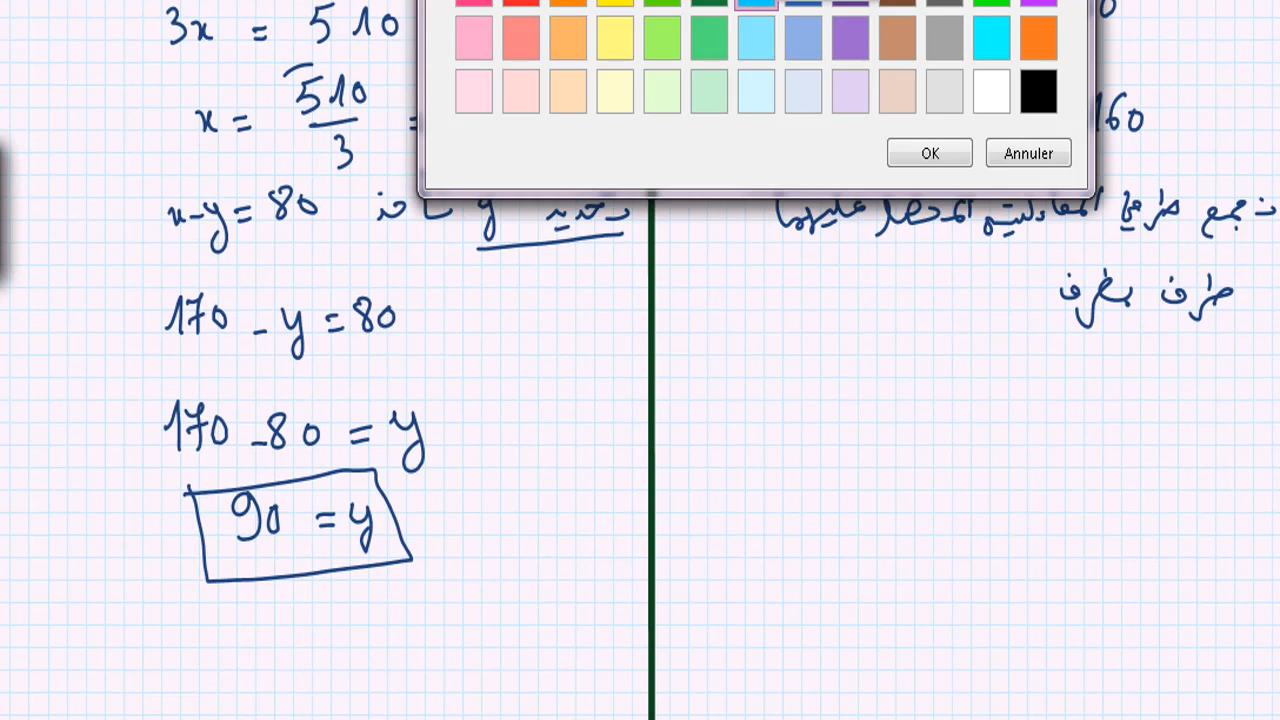 3x = 510
x = 510/3 =
x-y = 80
170 - y = 80
170 - 80 = y
90 = y
OK Annuler
0
160
نجمع طرفي المعادلتين المحصل عليهما
طرف بطرف